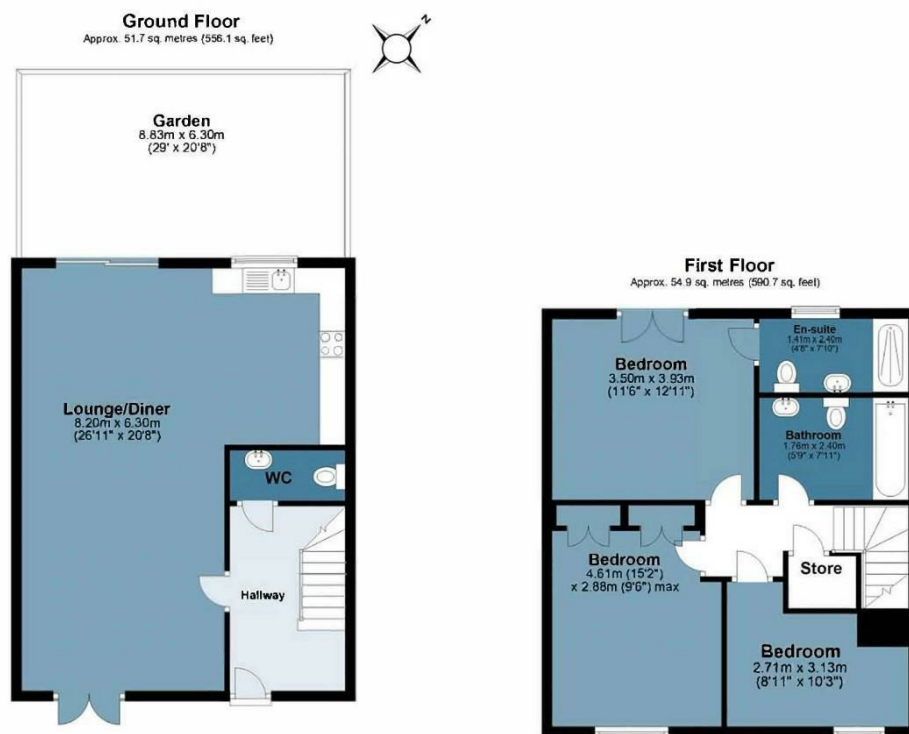 Ground Floor
Approx. 51.7 sq. metres (556.1 sq. feet)
N
Garden
8.83m x 6.30m
(29' x 20'8")
Lounge/Diner
8.20m x 6.30m
(26'11" x 20'8")
WC
Hallway
First Floor
Approx. 54.9 sq. metres (590.7 sq. feet)
Bedroom
3.50m x 3.93m
(11'6" x 12'11")
En-suite
1.41m x 2.40m
(4'8" x 7'10")
Bathroom
1.76m x 2.40m
(5'9" x 7'11")
Bedroom
4.61m (15'2")
x 2.88m (9'6") max
Store
Bedroom
2.71m x 3.13m
(8'11" x 10'3")